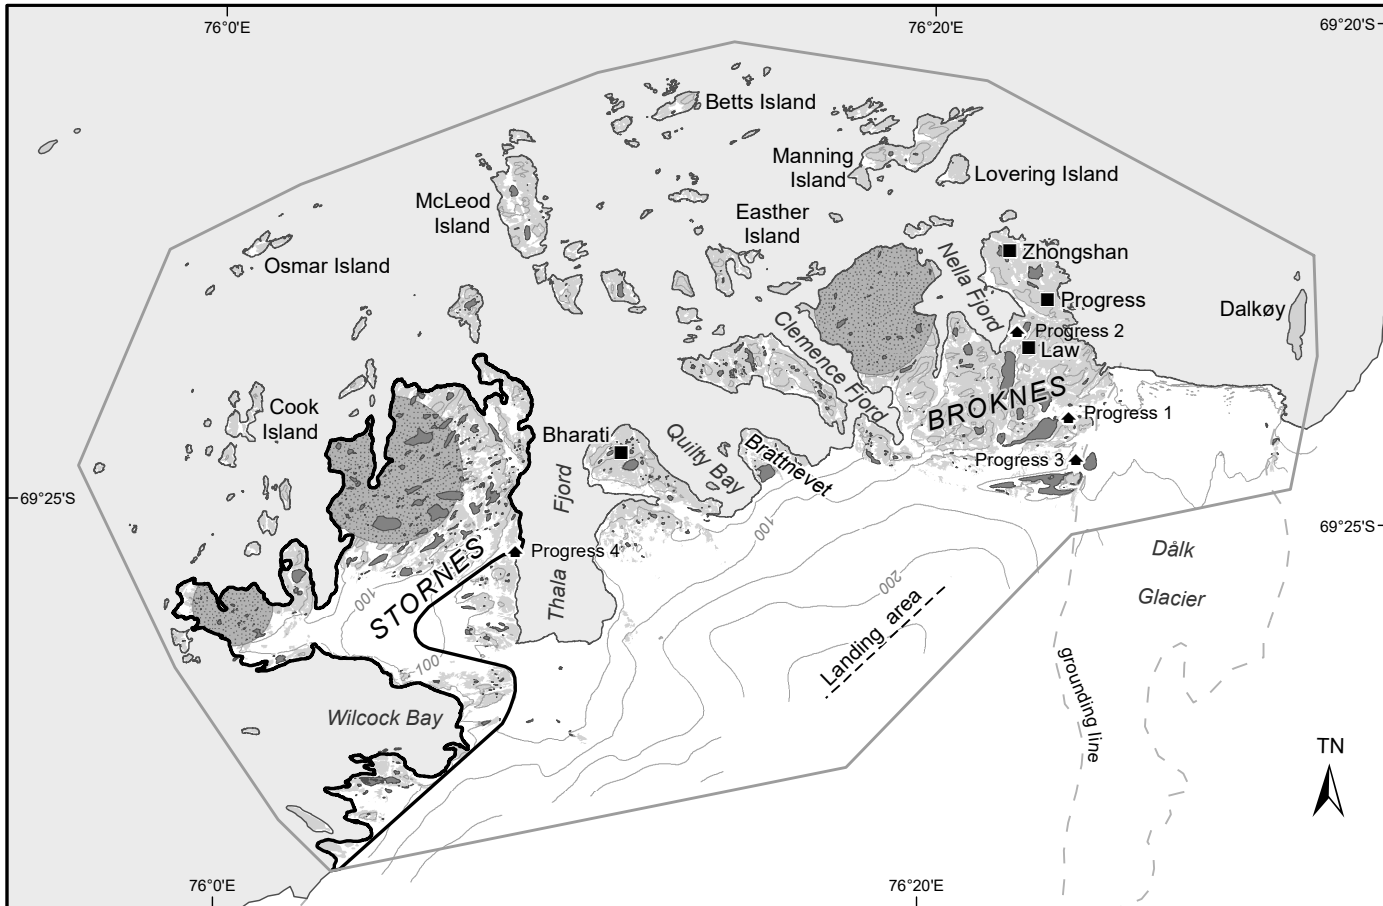 76°0'E
76°20'E
69°20'S
Betts Island
Manning
Island
Lovering Island
McLeod
Island
Easther
Island
Osmar Island
Nella Fjord
Zhongshan
Progress
Dalkøy
Progress 2
Law
Clemence Fjord
BROKNES
Cook
Island
Progress 1
Bharati
Quilty Bay
Brattnevet
Progress 3
69°25'S
100
69°25'S
Thala Fjord
Progress 4
STORNES
Dålk
Glacier
200
100
Landing area
100
grounding line
Wilcock Bay
TN
76°0'E
76°20'E